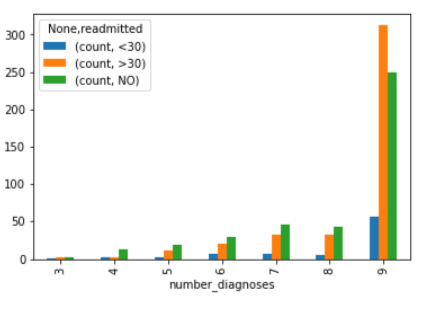 None,readmitted
(count, <30)
(count, >30)
(count, NO)
300
250
200
150
100
50
0
3 4 5 6 7 8 9
number_diagnoses